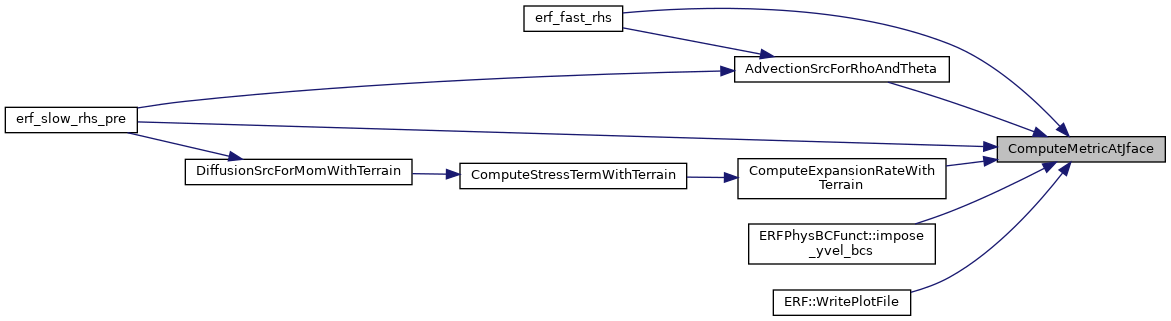 erf_fast_rhs
AdvectionSrcForRhoAndTheta
erf_slow_rhs_pre
ComputeMetricAtJface
DiffusionSrcForMomWithTerrain
ComputeStressTermWithTerrain
ComputeExpansionRateWith
Terrain
ERFPhysBCFunct::impose
_yvel_bcs
ERF::WritePlotFile